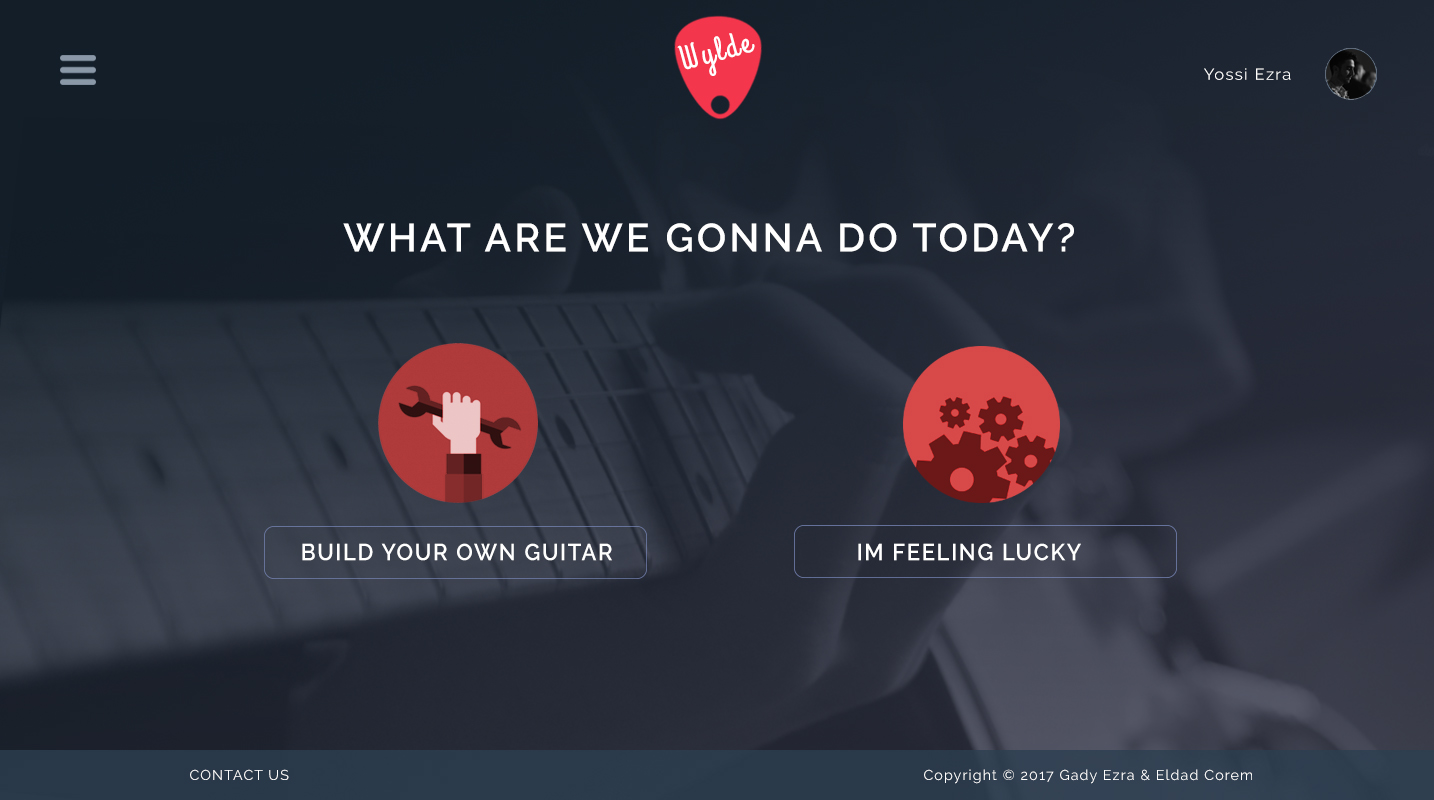 Wylde
Yossi Ezra
WHAT ARE WE GONNA DO TODAY?
BUILD YOUR OWN GUITAR
IM FEELING LUCKY
CONTACT US
Copyright © 2017 Gady Ezra & Eldad Corem